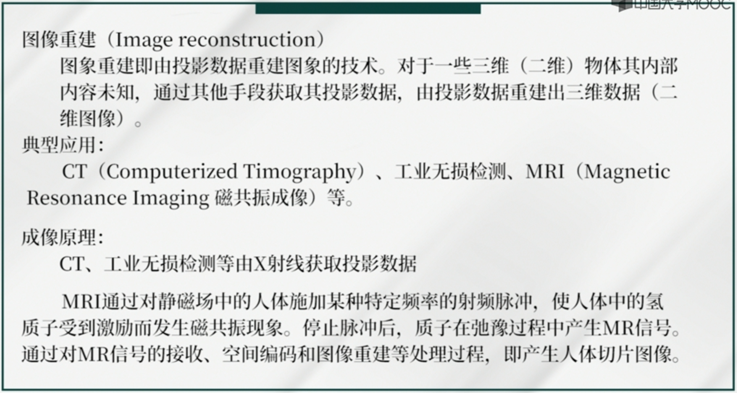 中国大学MOOC
图像重建（Image reconstruction）
图象重建即由投影数据重建图象的技术。对于一些三维（二维）物体其内部
内容未知，通过其他手段获取其投影数据，由投影数据重建出三维数据（二
维图像）。
典型应用：
CT（Computerized Timography）、工业无损检测、MRI（Magnetic
Resonance Imaging 磁共振成像）等。
成像原理：
CT、工业无损检测等由X射线获取投影数据
MRI通过对静磁场中的人体施加某种特定频率的射频脉冲，使人体中的氢
质子受到激励而发生磁共振现象。停止脉冲后，质子在弛豫过程中产生MR信号。
通过对MR信号的接收、空间编码和图像重建等处理过程，即产生人体切片图像。